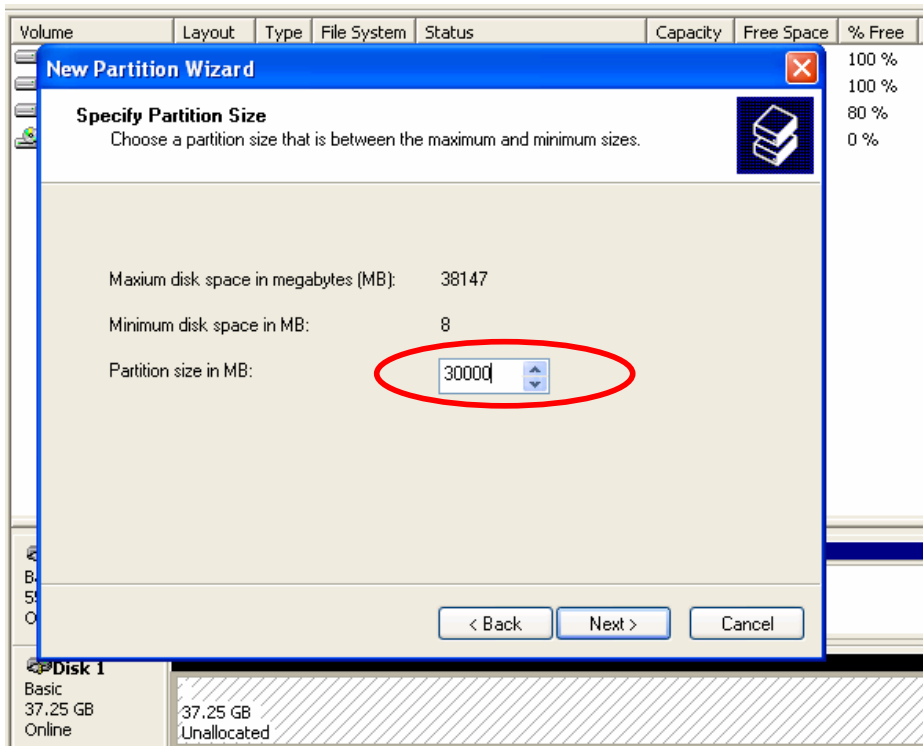 Volume Layout Type File System Status Capacity Free Space % Free
100 %
New Partition Wizard
100 %
Specify Partition Size
80 %
Choose a partition size that is between the maximum and minimum sizes.
0 %
Maxium disk space in megabytes (MB): 38147
Minimum disk space in MB: 8
Partition size in MB: 30000
< Back Next > Cancel
Disk 1
Basic
37.25 GB
Online
37.25 GB
Unallocated